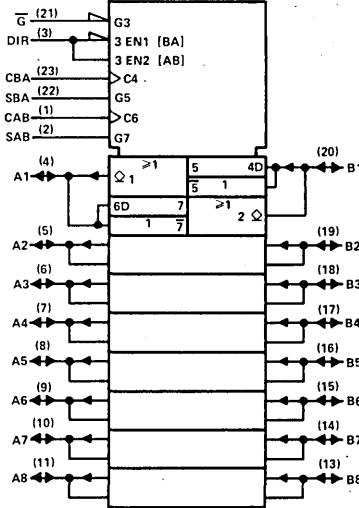 G̅ (21) G3
DIR (3) 3 EN1 [BA]
3 EN2 [AB]
CBA (23) C4
SBA (22) G5
CAB (1) C6
SAB (2) G7
A1 (4) ≥1 5 4D (20) B1
1 5̅ 1
6D 7 ≥1
1 7̅ 2
A2 (5) (19) B2
A3 (6) (18) B3
A4 (7) (17) B4
A5 (8) (16) B5
A6 (9) (15) B6
A7 (10) (14) B7
A8 (11) (13) B8